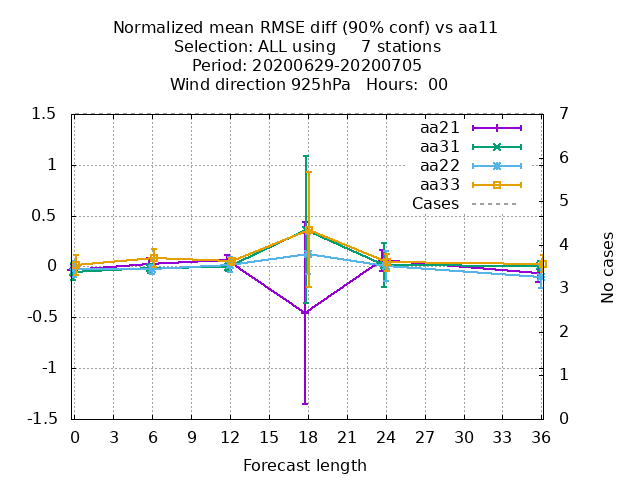 Normalized mean RMSE diff (90% conf) vs aa11
Selection: ALL using     7 stations
Period: 20200629-20200705
Wind direction 925hPa   Hours:  00
1.5
1
0.5
0
-0.5
-1
-1.5
7
6
5
4
3
2
1
0
aa21
aa31
aa22
aa33
Cases
No cases
0 3 6 9 12 15 18 21 24 27 30 33 36
Forecast length